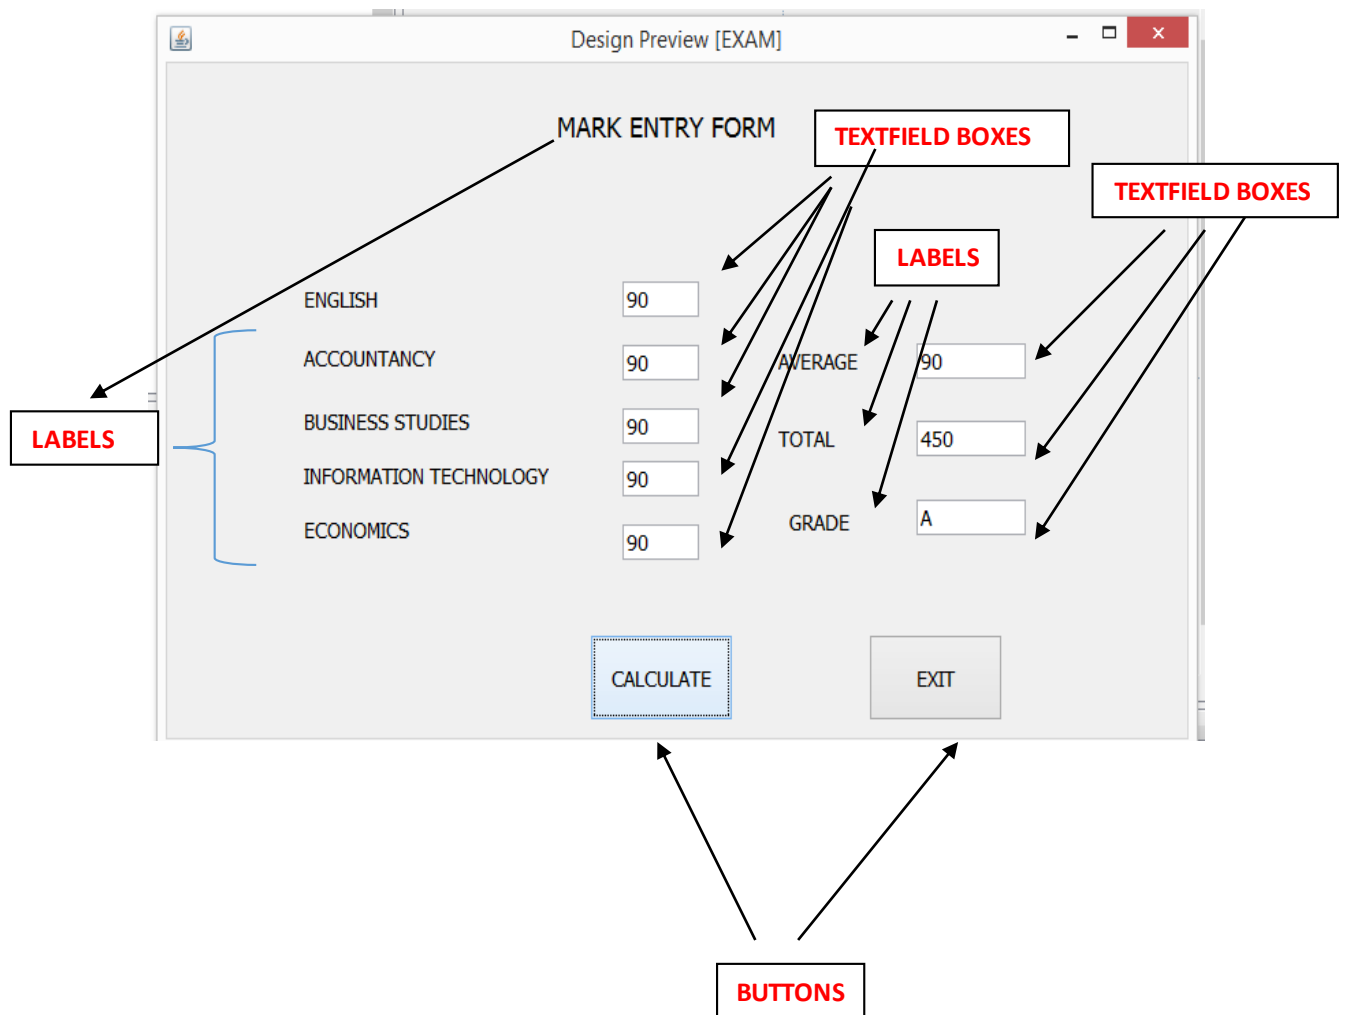 Design Preview [EXAM]
MARK ENTRY FORM
TEXTFIELD BOXES
TEXTFIELD BOXES
LABELS
ENGLISH 90
ACCOUNTANCY 90 AVERAGE 90
LABELS
BUSINESS STUDIES 90 TOTAL 450
INFORMATION TECHNOLOGY 90
GRADE A
ECONOMICS 90
CALCULATE EXIT
BUTTONS